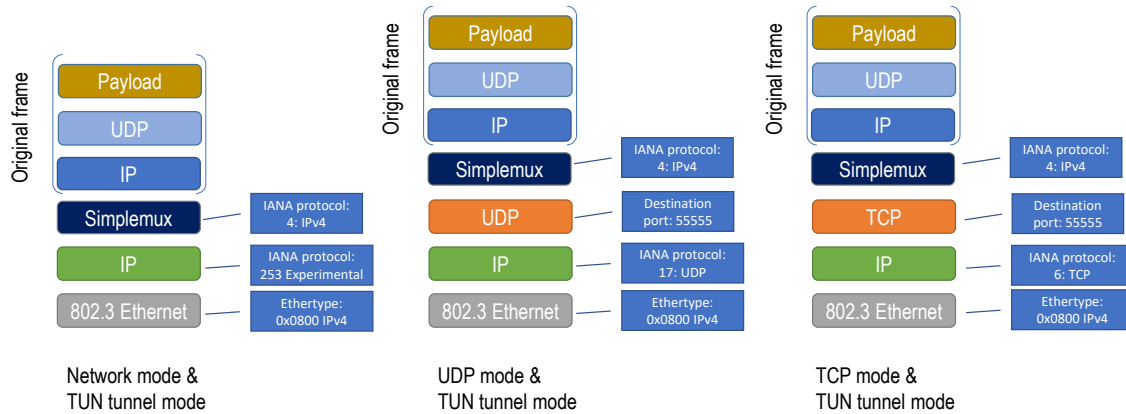 Original frame
Payload
UDP
IP
Simplemux
IANA protocol:
4: IPv4
IP
IANA protocol:
253 Experimental
802.3 Ethernet
Ethertype:
0x0800 IPv4
Network mode &
TUN tunnel mode
Original frame
Payload
UDP
IP
Simplemux
IANA protocol:
4: IPv4
UDP
Destination
port: 55555
IP
IANA protocol:
17: UDP
802.3 Ethernet
Ethertype:
0x0800 IPv4
UDP mode &
TUN tunnel mode
Original frame
Payload
UDP
IP
Simplemux
IANA protocol:
4: IPv4
TCP
Destination
port: 55555
IP
IANA protocol:
6: TCP
802.3 Ethernet
Ethertype:
0x0800 IPv4
TCP mode &
TUN tunnel mode